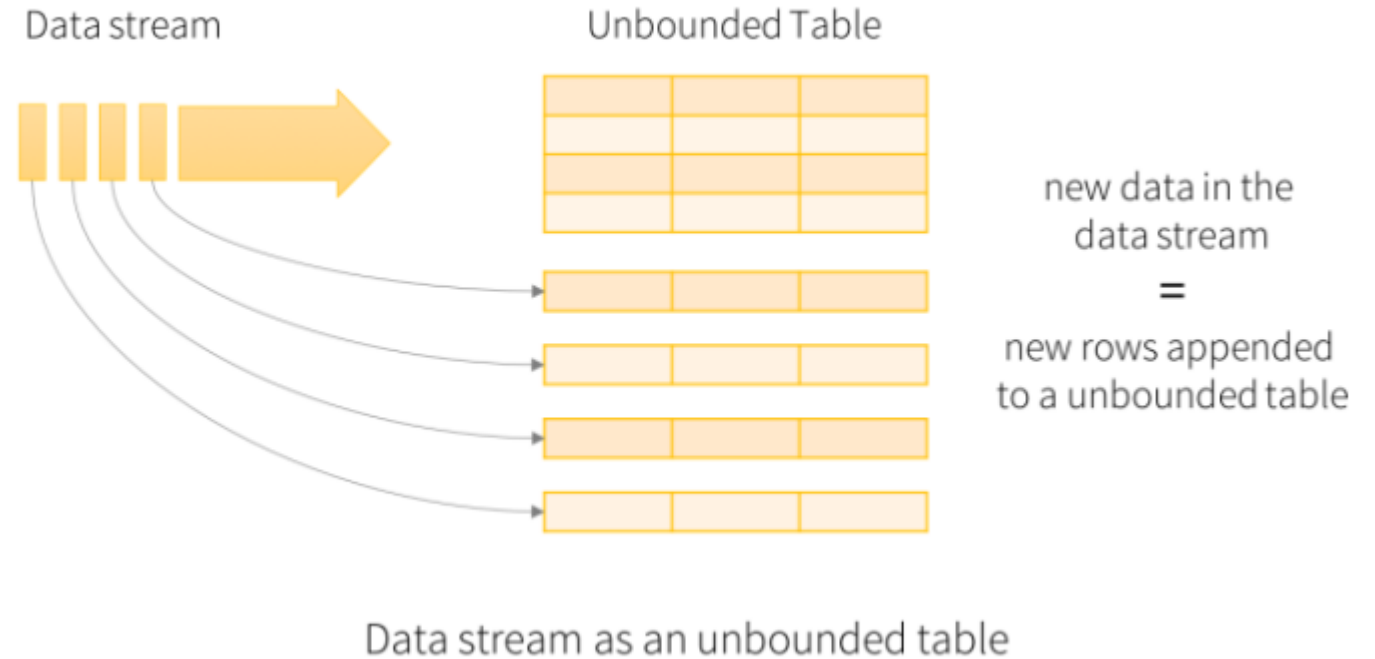 Data stream
Unbounded Table
new data in the
data stream
=
new rows appended
to a unbounded table
Data stream as an unbounded table